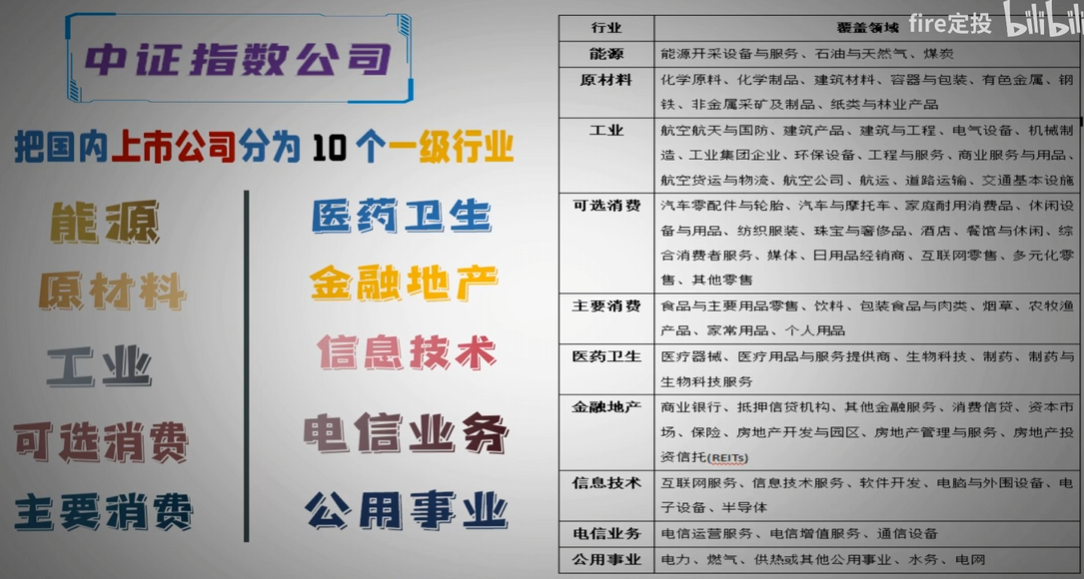 fire定投 bilibili
中证指数公司
把国内上市公司分为 10 个一级行业
能源
原材料
工业
可选消费
主要消费
医药卫生
金融地产
信息技术
电信业务
公用事业
行业 覆盖领域
能源 能源开采设备与服务、石油与天然气、煤炭
原材料 化学原料、化学制品、建筑材料、容器与包装、有色金属、钢
铁、非金属采矿及制品、纸类与林业产品
工业 航空航天与国防、建筑产品、建筑与工程、电气设备、机械制
造、工业集团企业、环保设备、工程与服务、商业服务与用品、
航空货运与物流、航空公司、航运、道路运输、交通基本设施
可选消费 汽车零配件与轮胎、汽车与摩托车、家庭耐用消费品、休闲设
备与用品、纺织服装、珠宝与奢侈品、酒店、餐馆与休闲、综
合消费者服务、媒体、日用品经销商、互联网零售、多元化零
售、其他零售
主要消费 食品与主要用品零售、饮料、包装食品与肉类、烟草、农牧渔
产品、家常用品、个人用品
医药卫生 医疗器械、医疗用品与服务提供商、生物科技、制药、制药与
生物科技服务
金融地产 商业银行、抵押信贷机构、其他金融服务、消费信贷、资本市
场、保险、房地产开发与园区、房地产管理与服务、房地产投
资信托(REITs)
信息技术 互联网服务、信息技术服务、软件开发、电脑与外围设备、电
子设备、半导体
电信业务 电信运营服务、电信增值服务、通信设备
公用事业 电力、燃气、供热或其他公用事业、水务、电网